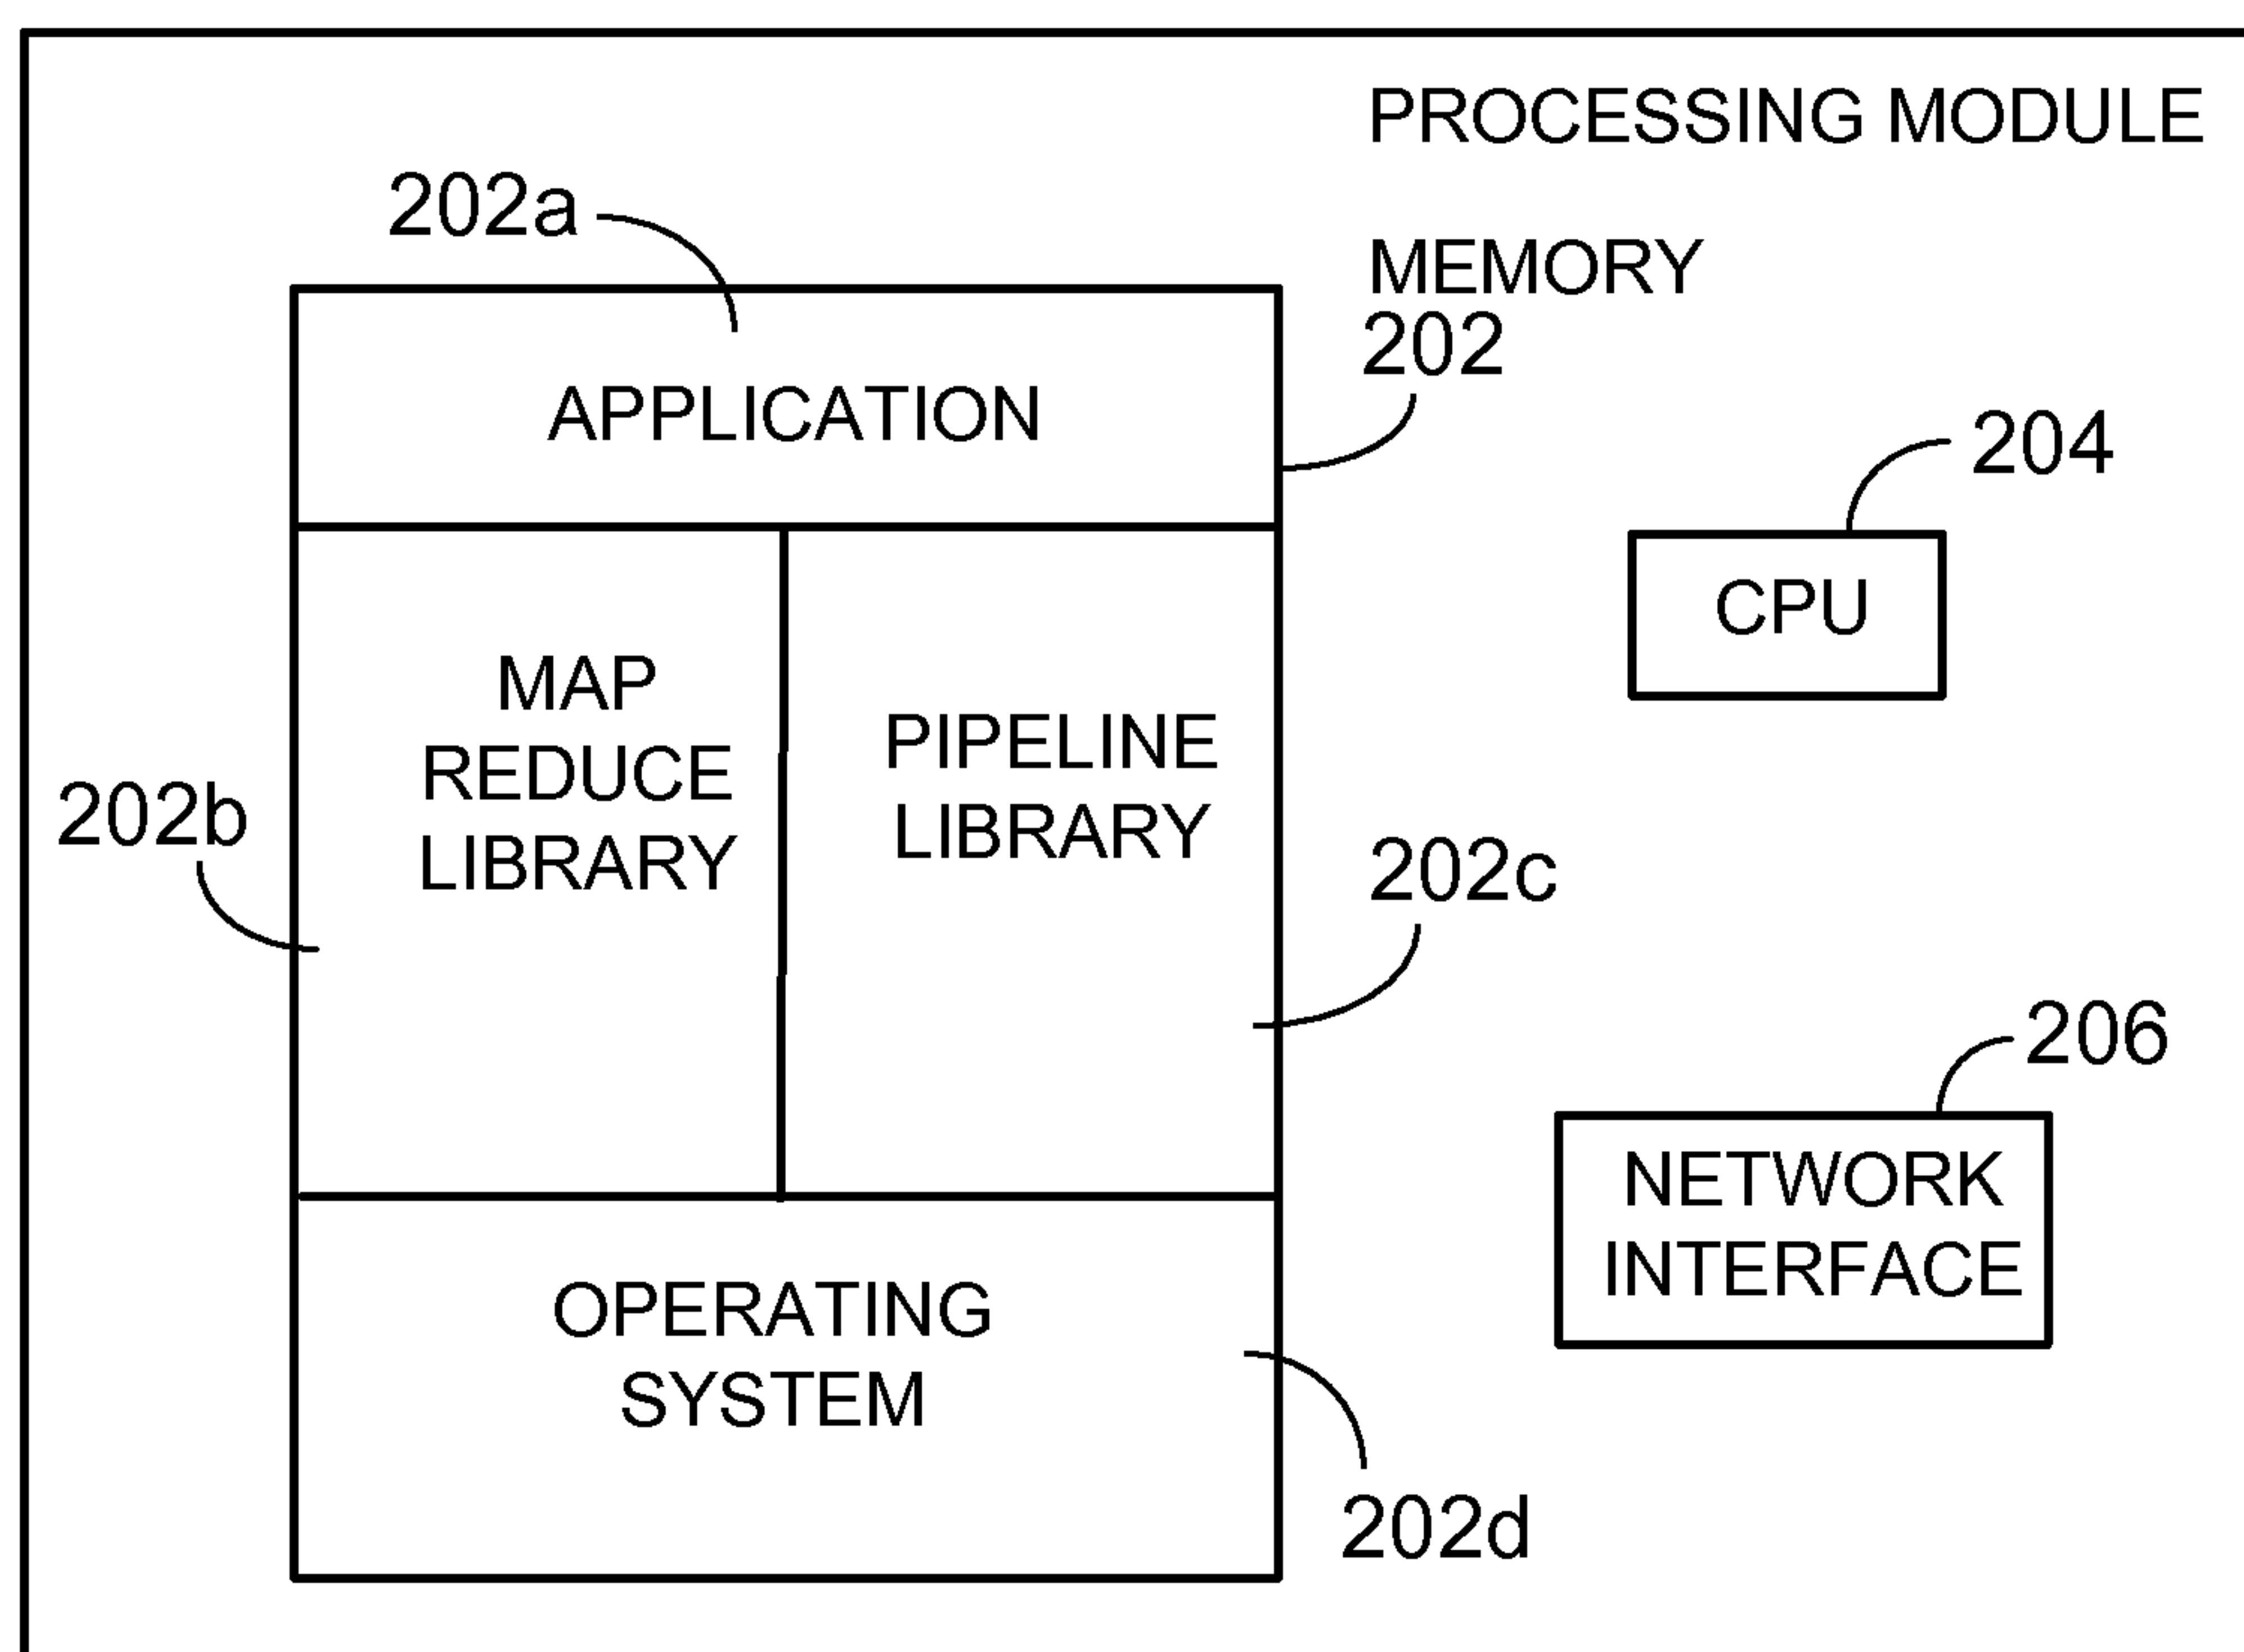 PROCESSING MODULE
202a
MEMORY
202
APPLICATION
204
CPU
MAP
REDUCE
LIBRARY
PIPELINE
LIBRARY
202b
202c
206
NETWORK
INTERFACE
OPERATING
SYSTEM
202d